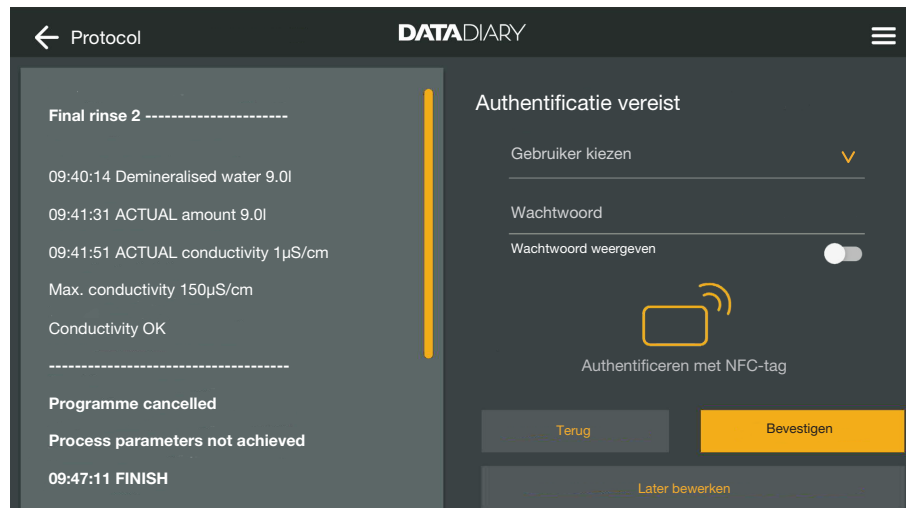 Protocol
DATADIARY
Final rinse 2 ----------------------
09:40:14 Demineralised water 9.0l
09:41:31 ACTUAL amount 9.0l
09:41:51 ACTUAL conductivity 1µS/cm
Max. conductivity 150µS/cm
Conductivity OK
-------------------------------------
Programme cancelled
Process parameters not achieved
09:47:11 FINISH
Authentificatie vereist
Gebruiker kiezen
Wachtwoord
Wachtwoord weergeven
Authentificeren met NFC-tag
Terug
Bevestigen
Later bewerken